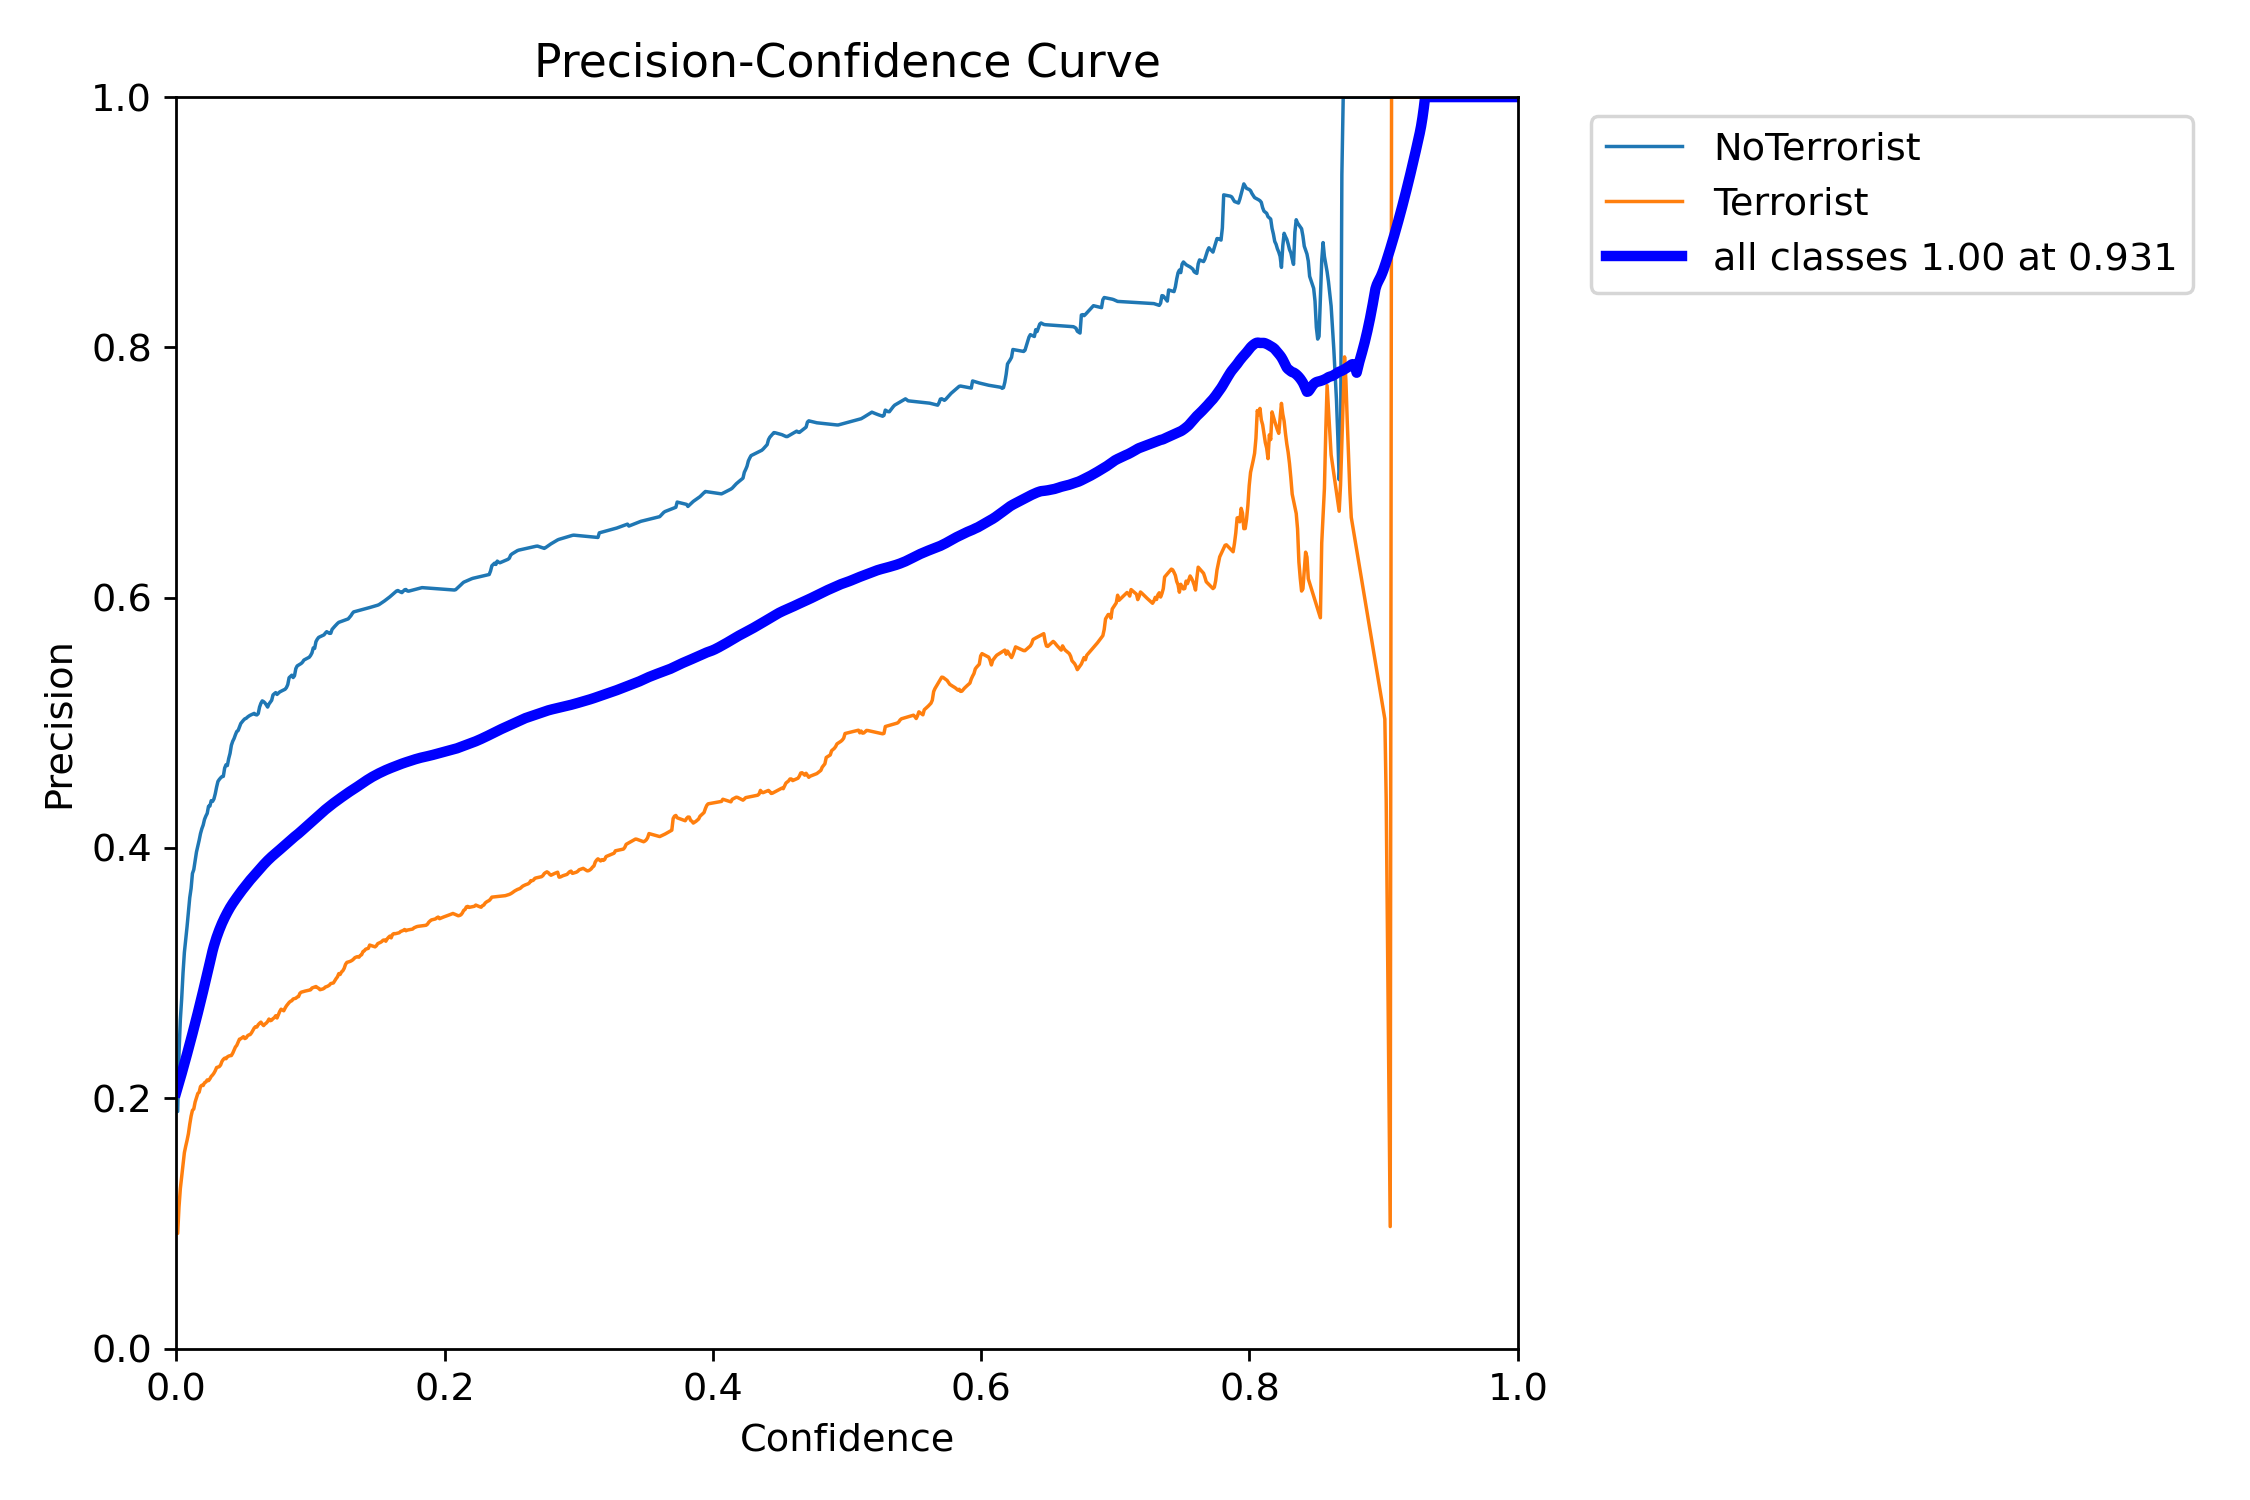 Precision-Confidence Curve
1.0
0.8
0.6
0.4
0.2
0.0
Precision
0.0 0.2 0.4 0.6 0.8 1.0
Confidence
NoTerrorist
Terrorist
all classes 1.00 at 0.931